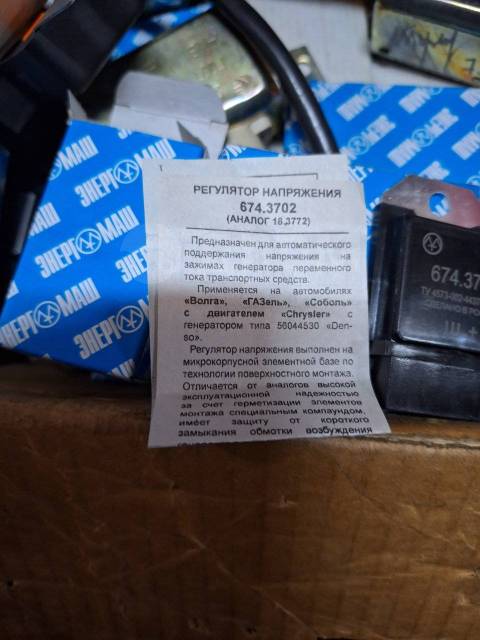 РЕГУЛЯТОР НАПРЯЖЕНИЯ
674.3702
(АНАЛОГ 18.3772)
Предназначен для автоматического
поддержания напряжения на
зажимах генератора переменного
тока транспортных средств.
Применяется на автомобилях
«Волга», «ГАЗель», «Соболь»
с двигателем «Chrysler» с
генератором типа 56044530 «Den-
so».
Регулятор напряжения выполнен на
микрокорпусной элементной базе по
технологии поверхностного монтажа.
Отличается от аналогов высокой
эксплуатационной надежностью
за счет герметизации элементов
монтажа специальным компаундом,
имеет защиту от короткого
замыкания обмотки возбуждения
ЭНЕРГОМАШ
ЭНЕРГОМАШ
ЭНЕРГОМАШ
674.37